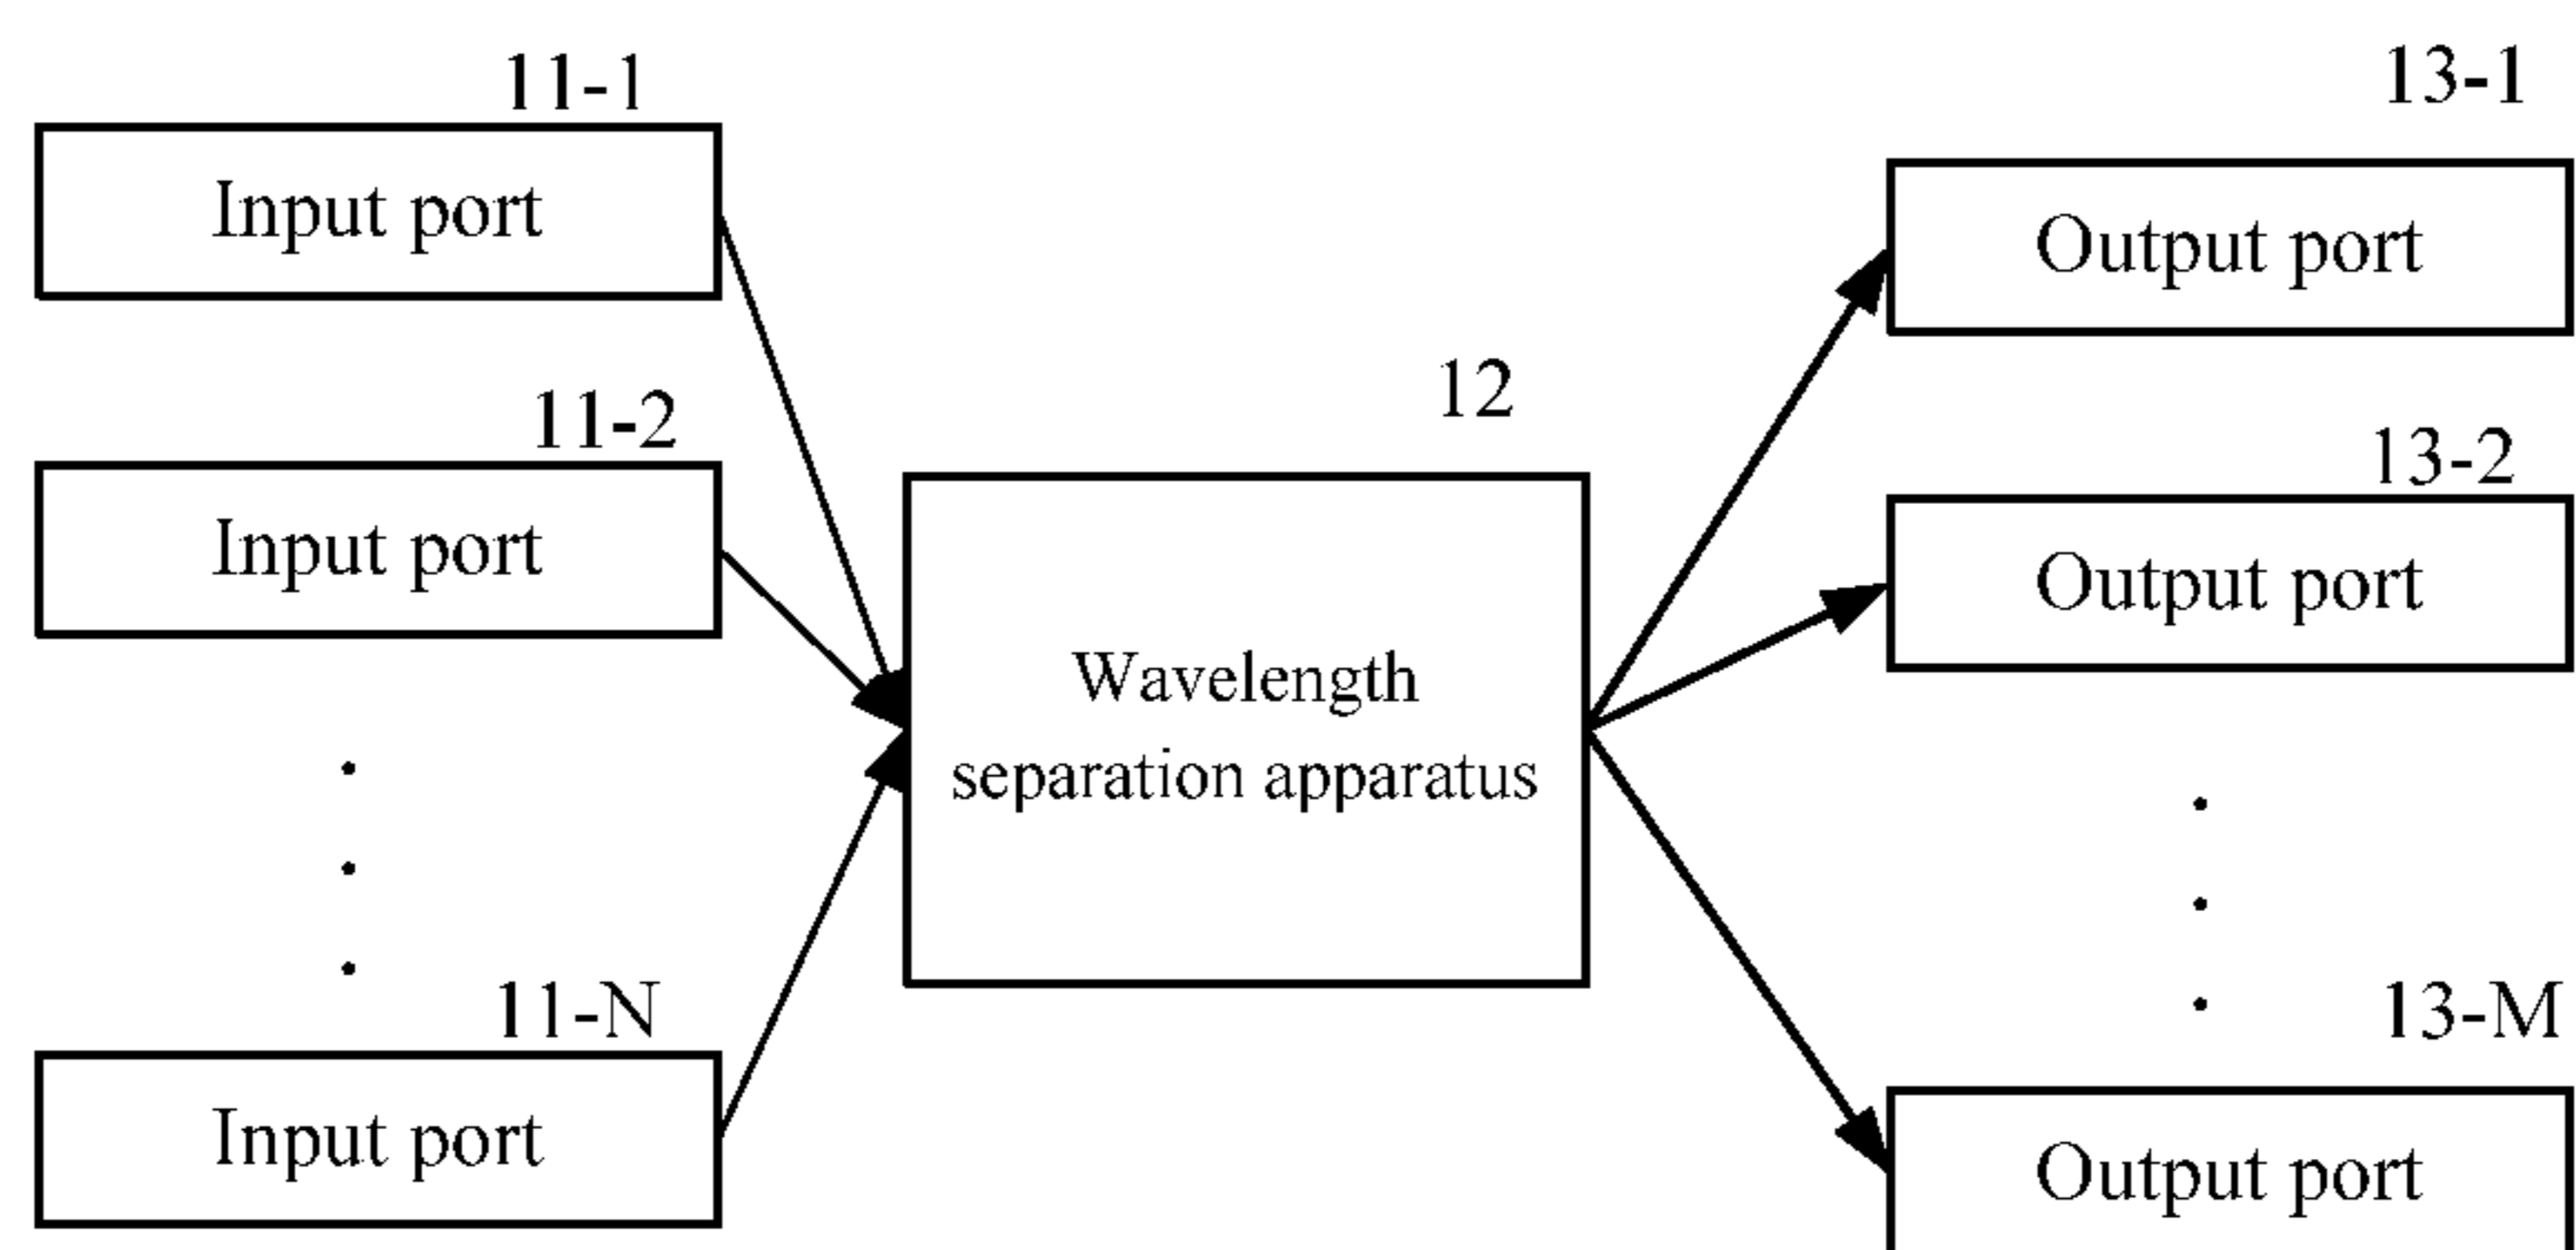 11-1
Input port
11-2
Input port
11-N
Input port
12
Wavelength
separation apparatus
13-1
Output port
13-2
Output port
13-M
Output port